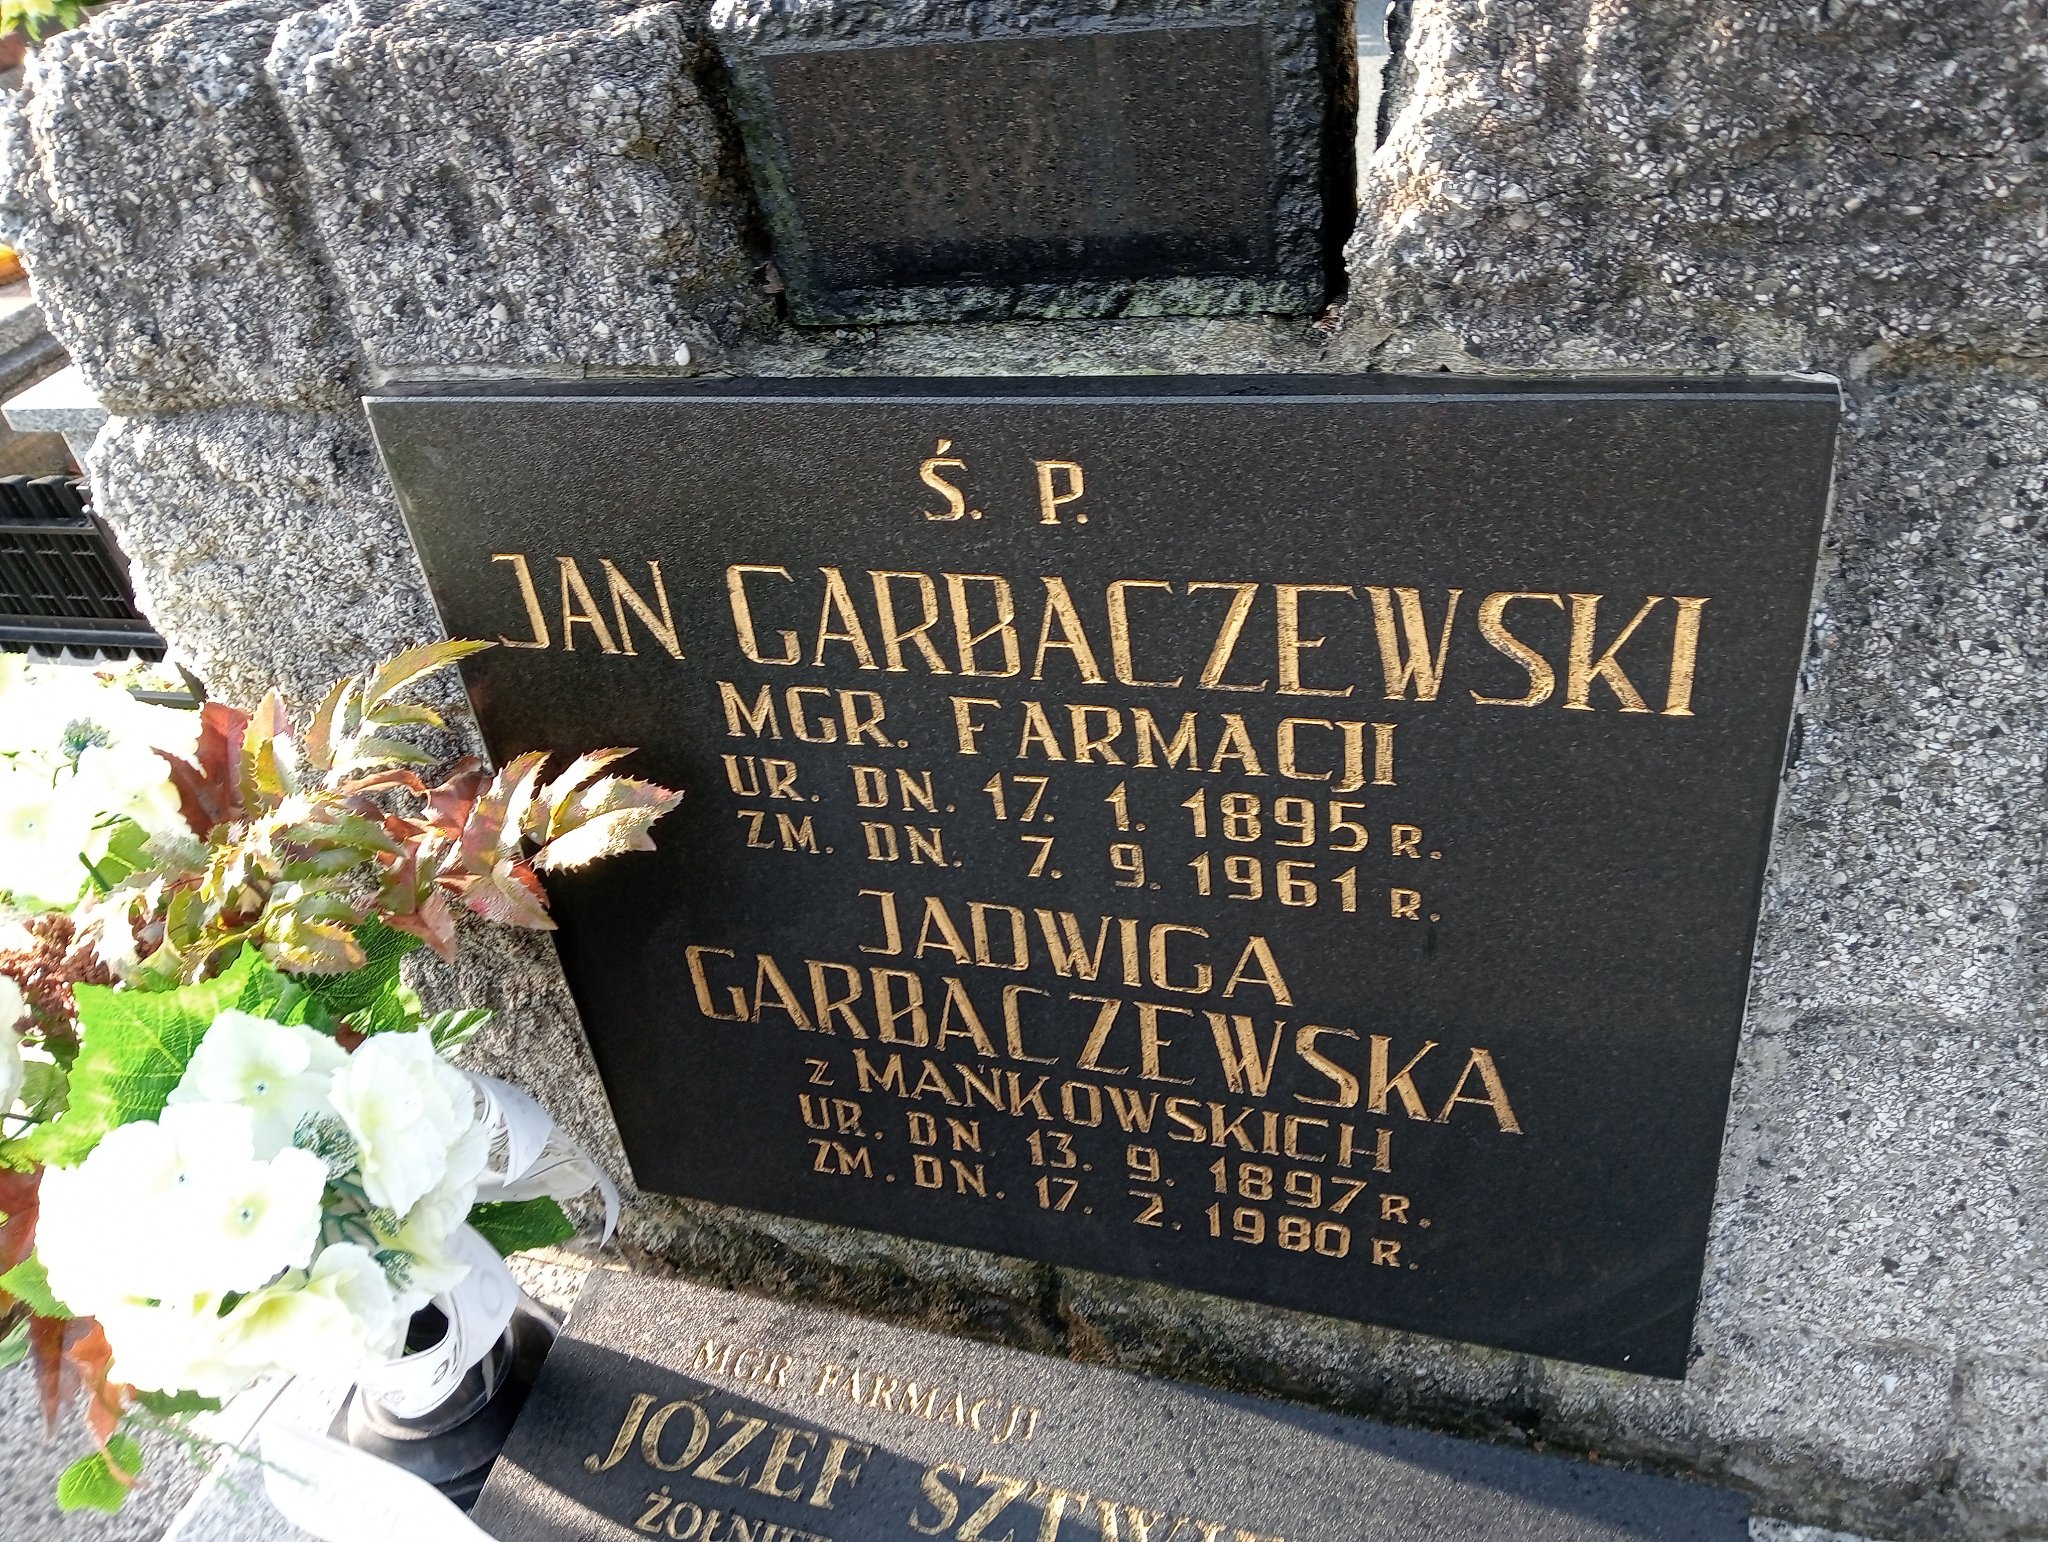 Ś. P.
JAN GARBACZEWSKI
MGR. FARMACJI
UR. DN. 17. 1. 1895 R.
ZM. DN. 7. 9. 1961 R.
JADWIGA
GARBACZEWSKA
z MAŃKOWSKICH
UR. DN. 13. 9. 1897 R.
ZM. DN. 17. 2. 1980 R.
MGR FARMACJI
JÓZEF